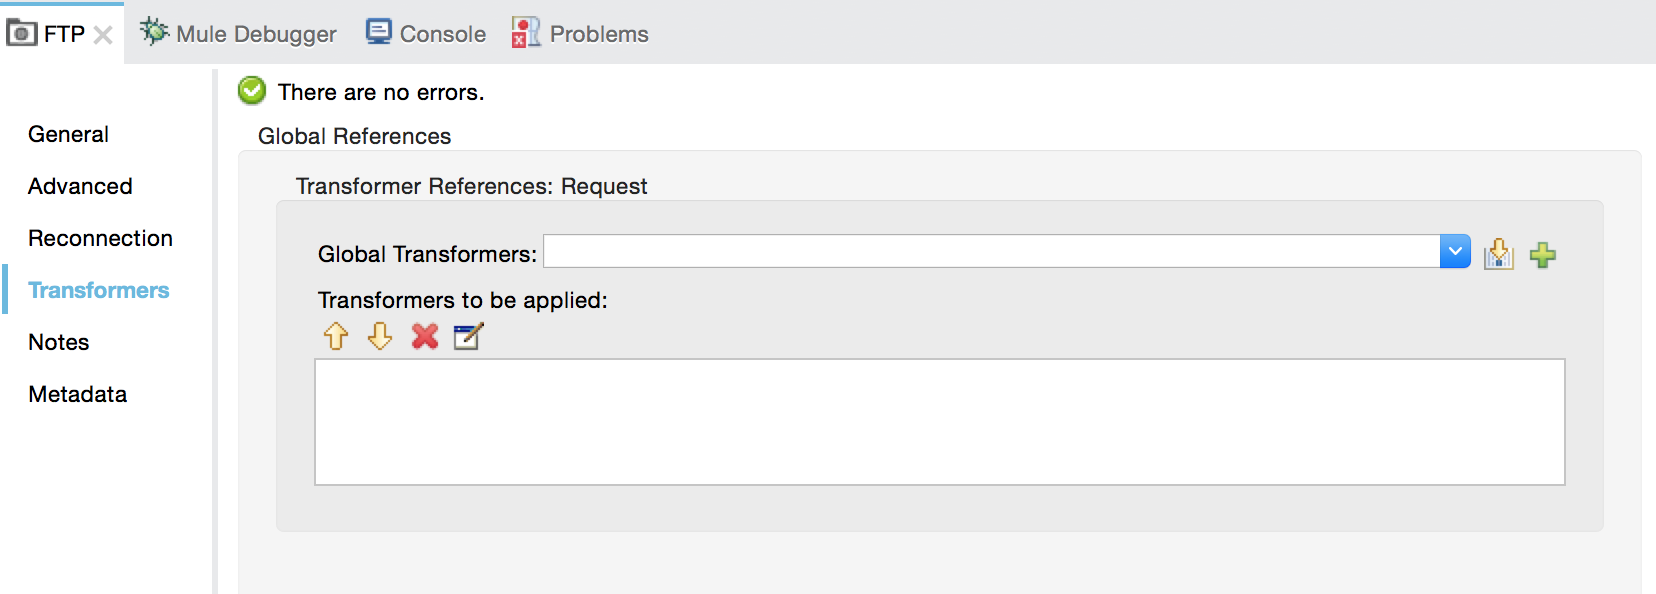 FTP Mule Debugger Console Problems
There are no errors.
General
Advanced
Reconnection
Transformers
Notes
Metadata
Global References
Transformer References: Request
Global Transformers:
Transformers to be applied: